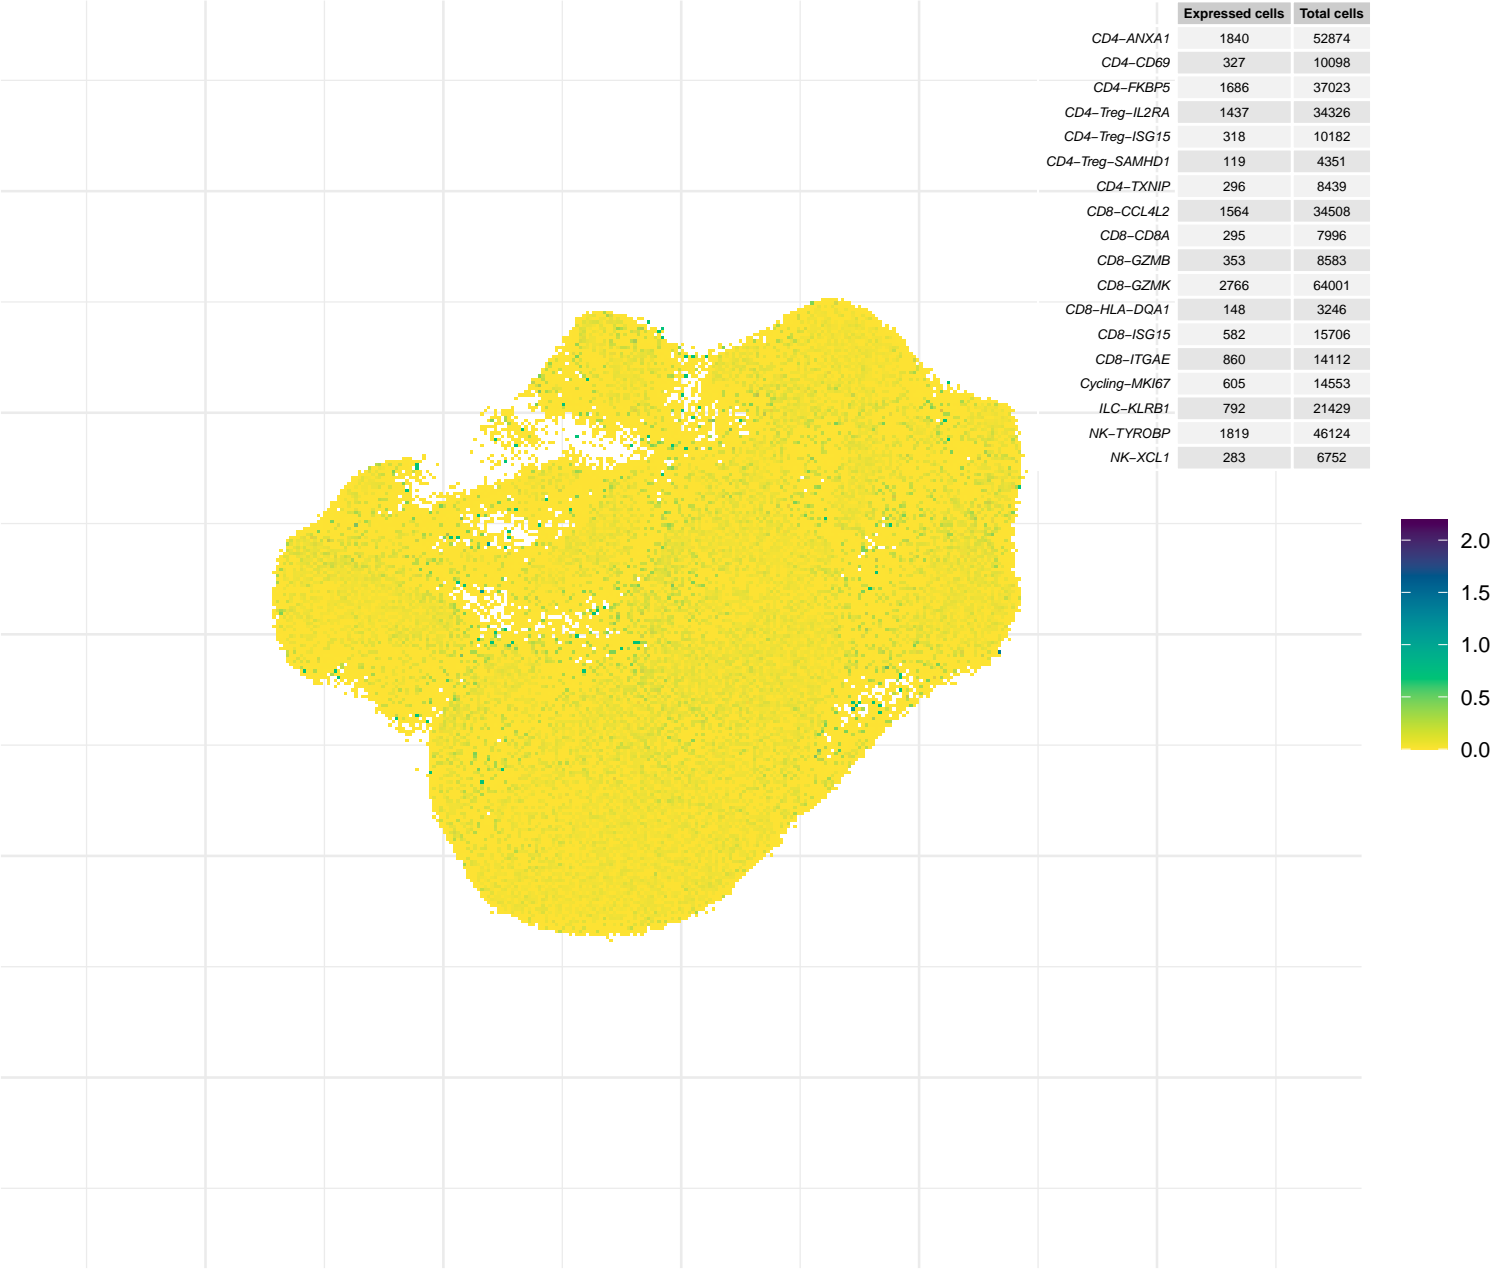 Expressed cells Total cells
CD4−ANXA1 1840 52874
CD4−CD69 327 10098
CD4−FKBP5 1686 37023
CD4−Treg−IL2RA 1437 34326
CD4−Treg−ISG15 318 10182
CD4−Treg−SAMHD1 119 4351
CD4−TXNIP 296 8439
CD8−CCL4L2 1564 34508
CD8−CD8A 295 7996
CD8−GZMB 353 8583
CD8−GZMK 2766 64001
CD8−HLA−DQA1 148 3246
CD8−ISG15 582 15706
CD8−ITGAE 860 14112
Cycling−MKI67 605 14553
ILC−KLRB1 792 21429
NK−TYROBP 1819 46124
NK−XCL1 283 6752
2.0
1.5
1.0
0.5
0.0